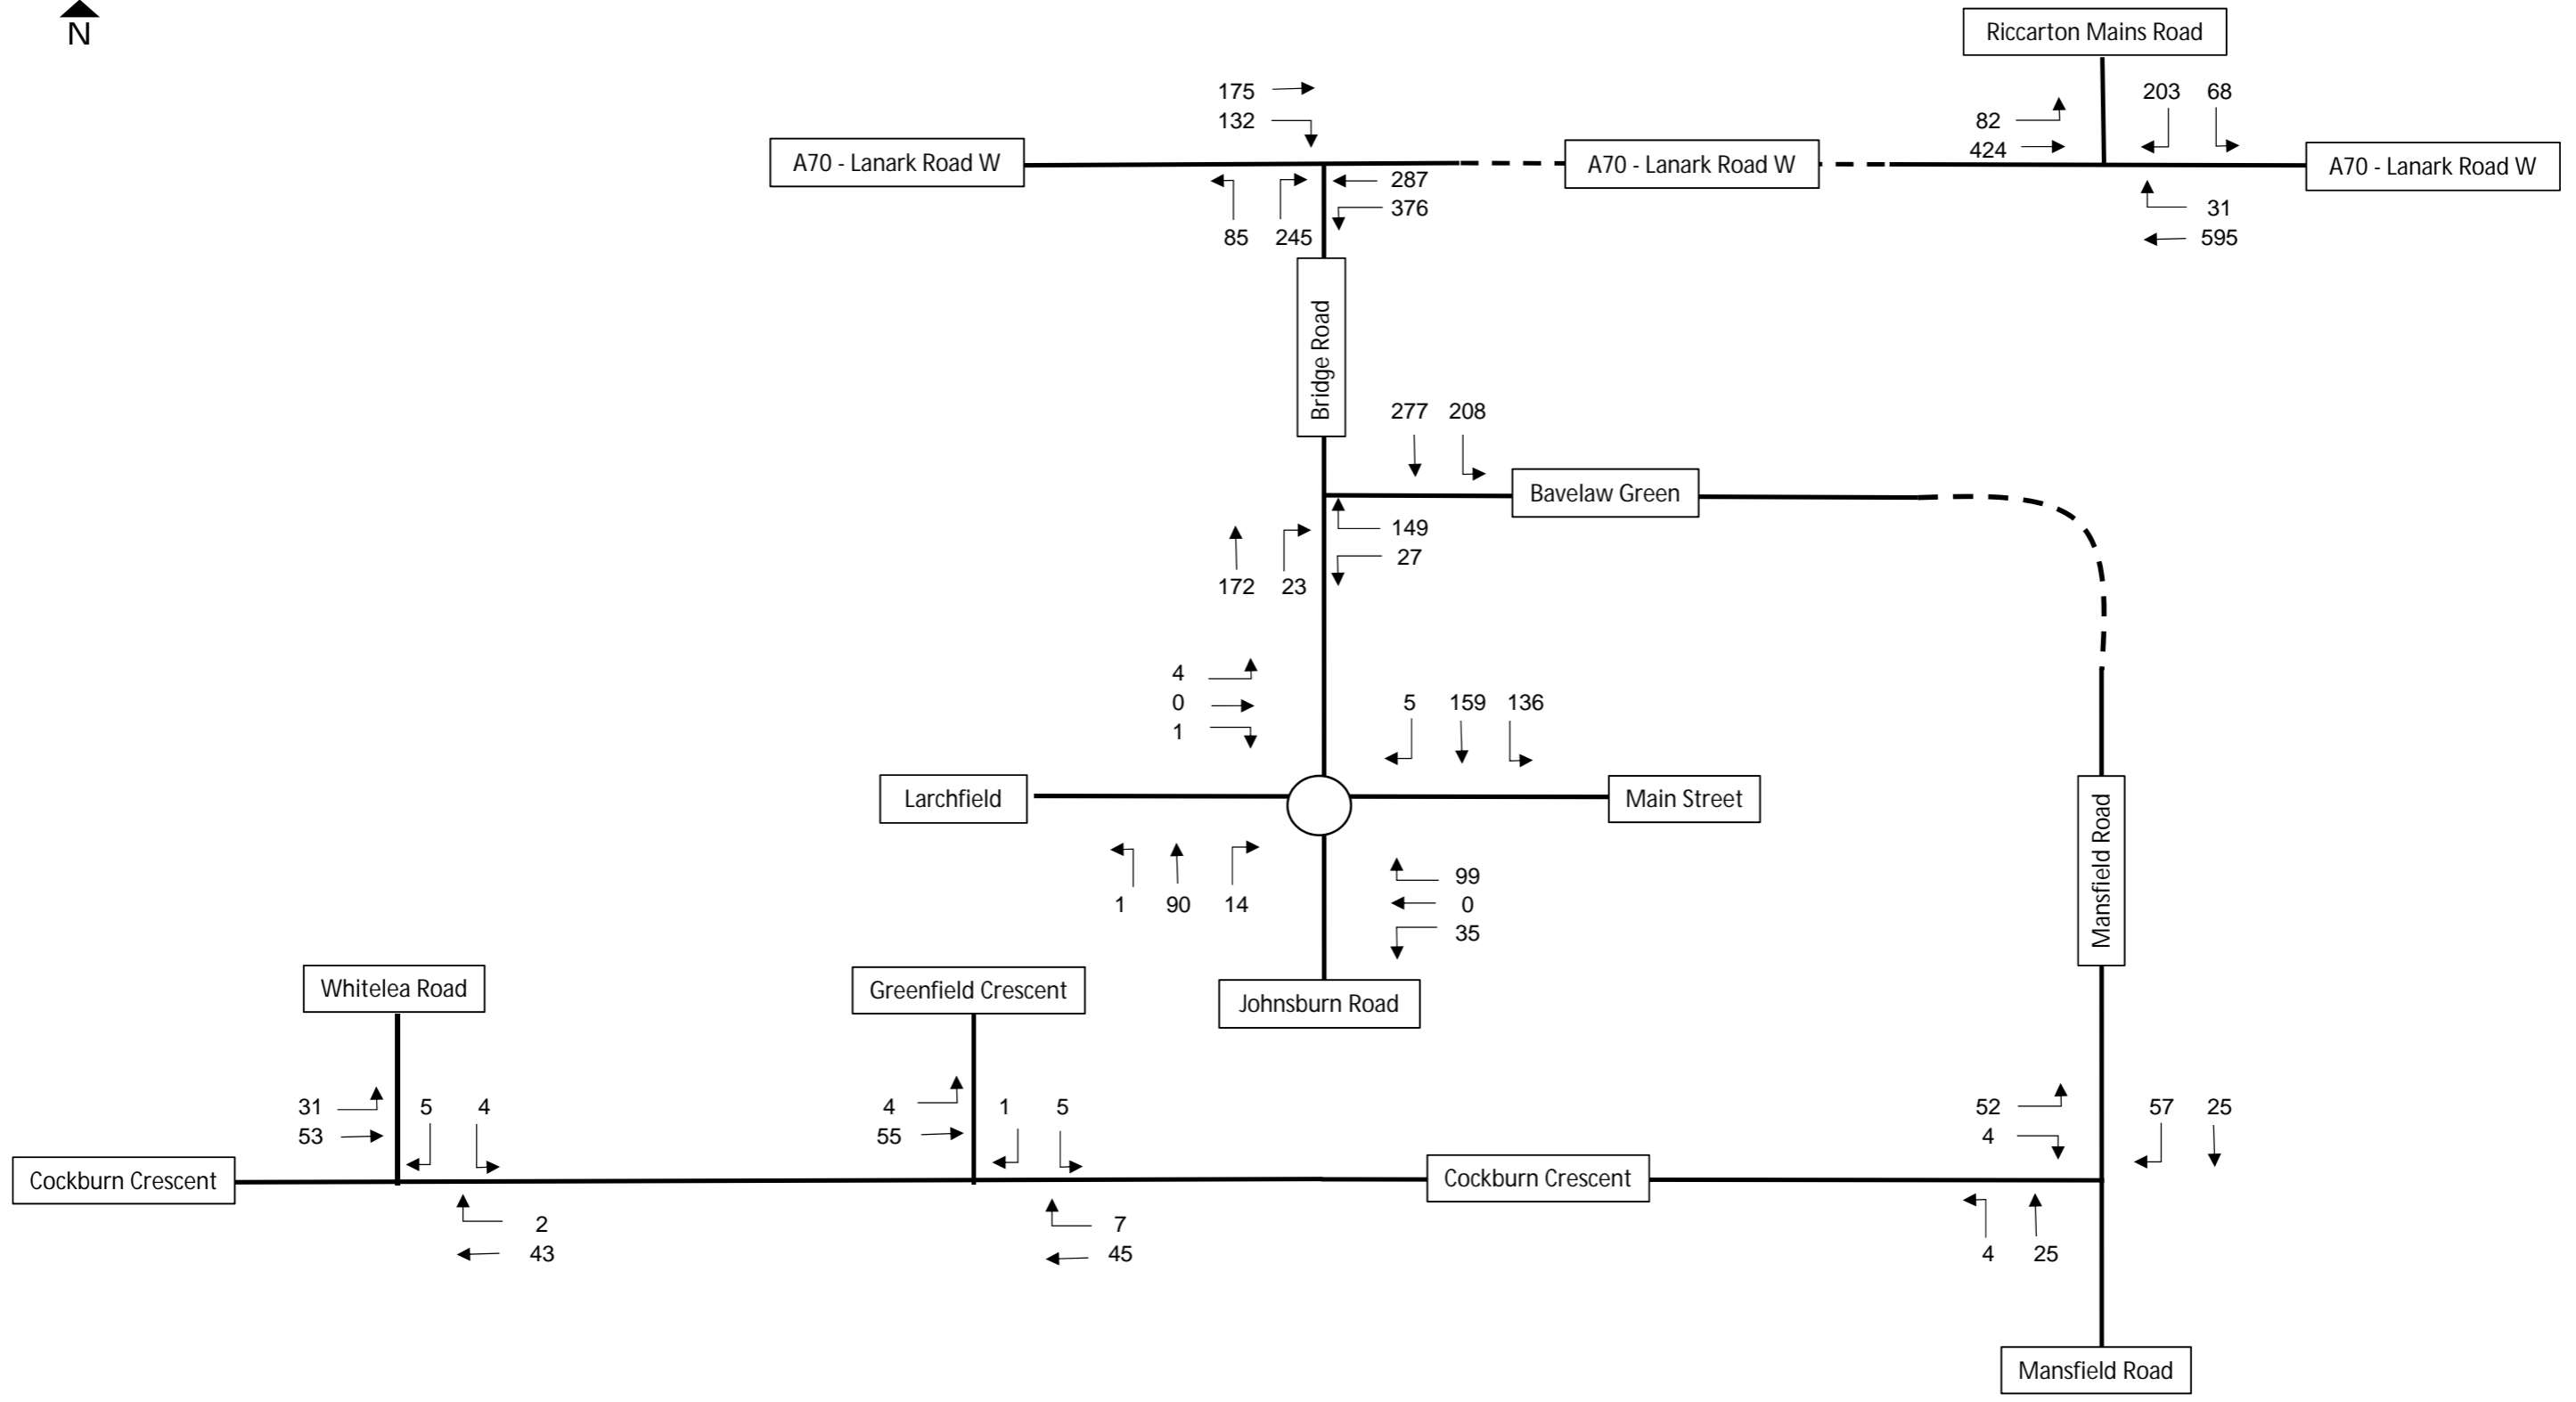 N
Riccarton Mains Road
175
132
82
424
203 68
A70 - Lanark Road W
A70 - Lanark Road W
A70 - Lanark Road W
287
376
85 245
31
595
Bridge Road
277 208
Bavelaw Green
149
27
172 23
4
0
1
5 159 136
Larchfield
Main Street
Mansfield Road
1 90 14
99
0
35
Whitelea Road
Greenfield Crescent
Johnsburn Road
31
53
5 4
4
55
1 5
52
4
57 25
Cockburn Crescent
Cockburn Crescent
2
43
7
45
4 25
Mansfield Road